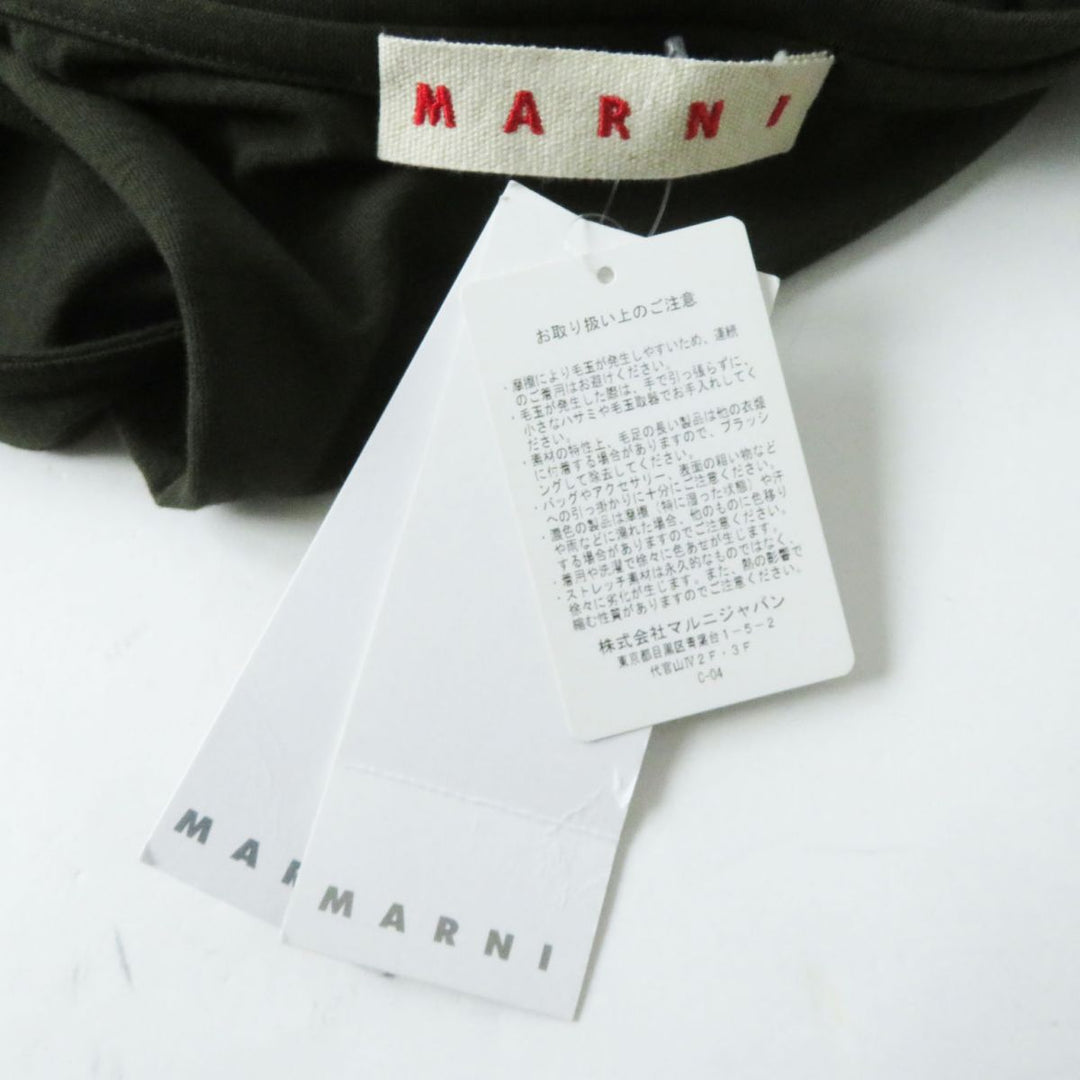 MARNI
お取り扱い上のご注意
・摩擦により毛玉が発生しやすいため、連続
のご着用はお避けください。
・毛玉が発生した際は、手で引っ張らずに、
小さなハサミや毛玉取器でお手入れしてく
ださい。
・素材の特性上、毛足の長い製品は他の衣類
に付着する場合がありますので、ブラッシ
ングして除去してください。
・バッグやアクセサリー、表面の粗い物など
への引っ掛かりに十分にご注意ください。
・濃色の製品は摩擦（特に湿った状態）や汗
や雨などに濡れた場合、他のものに色移り
する場合がありますのでご注意ください。
・着用や洗濯で徐々に色あせが生じます。
・ストレッチ素材は永久的なものではなく、
徐々に劣化が生じます。また、熱の影響で
縮む性質がありますのでご注意ください。
株式会社マルニジャパン
東京都目黒区青葉台1-5-2
代官山Ⅳ2F・3F
C-04
MAR
MARNI